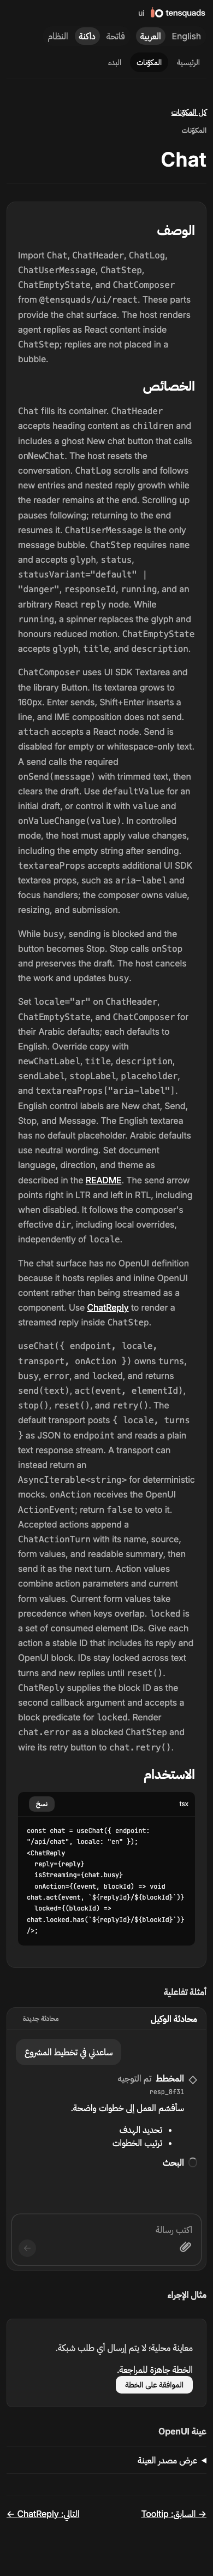 tensquads ui
English العربية فاتحة داكنة النظام
الرئيسية المكوّنات البدء
كل المكوّنات
المكوّنات
Chat
الوصف
Import Chat, ChatHeader, ChatLog,
ChatUserMessage, ChatStep,
ChatEmptyState, and ChatComposer
from @tensquads/ui/react. These parts
provide the chat surface. The host renders
agent replies as React content inside
ChatStep; replies are not placed in a
bubble.
الخصائص
Chat fills its container. ChatHeader
accepts heading content as children and
includes a ghost New chat button that calls
onNewChat. The host resets the
conversation. ChatLog scrolls and follows
new entries and nested reply growth while
the reader remains at the end. Scrolling up
pauses following; returning to the end
resumes it. ChatUserMessage is the only
message bubble. ChatStep requires name
and accepts glyph, status,
statusVariant="default" |
"danger", responseId, running, and an
arbitrary React reply node. While
running, a spinner replaces the glyph and
honours reduced motion. ChatEmptyState
accepts glyph, title, and description.
ChatComposer uses UI SDK Textarea and
the library Button. Its textarea grows to
160px. Enter sends, Shift+Enter inserts a
line, and IME composition does not send.
attach accepts a React node. Send is
disabled for empty or whitespace-only text.
A send calls the required
onSend(message) with trimmed text and
clears the draft. Use defaultValue for an
initial draft, or control it with value and
onValueChange(value). In controlled
mode, the host must apply value changes,
including the empty string after sending.
textareaProps accepts additional UI SDK
textarea props, such as aria-label and
focus handlers; the composer owns value,
resizing, and submission.
While busy, sending is blocked and the
button becomes Stop. Stop calls onStop
and preserves the draft. The host cancels
the work and updates busy.
Set locale="ar" on ChatHeader,
ChatEmptyState, and ChatComposer for
their Arabic defaults; each defaults to
English. Override copy with
newChatLabel, title, description,
sendLabel, stopLabel, placeholder,
and textareaProps["aria-label"].
English control labels are New chat, Send,
Stop, and Message. The English textarea
has no default placeholder. Arabic defaults
use neutral wording. Set document
language, direction, and theme as
described in the README. The send arrow
points right in LTR and left in RTL, including
when disabled. It follows the composer's
effective dir, including local overrides,
independently of locale.
The chat surface has no OpenUI definition
because it hosts replies and inline OpenUI
content rather than being streamed as a
component. Use ChatReply to render a
streamed reply inside ChatStep.
useChat({ endpoint, locale,
transport, onAction }) owns turns,
busy, error, and locked, and returns
send(text), act(event, elementId),
stop(), reset(), and retry(). The
default transport posts { locale, turns
} as JSON to endpoint and reads a plain
text response stream. A transport can
instead return an
AsyncIterable<string> for deterministic
mocks. onAction receives the OpenUI
ActionEvent; return false to veto it.
Accepted actions append a
ChatActionTurn with its name, source,
form values, and readable summary, then
send it as the next turn. Action values
combine action parameters and current
form values. Current form values take
precedence when keys overlap. locked is
a set of consumed element IDs. Give each
action a stable ID that includes its reply and
OpenUI block. IDs stay locked across text
turns and new replies until reset().
ChatReply supplies the block ID as the
second callback argument and accepts a
block predicate for locked. Render
chat.error as a blocked ChatStep and
wire its retry button to chat.retry().
الاستخدام
tsx نسخ
const chat = useChat({ endpoint:
"/api/chat", locale: "en" });
<ChatReply
reply={reply}
isStreaming={chat.busy}
onAction={(event, blockId) => void
chat.act(event, `${replyId}/${blockId}`)}
locked={(blockId) =>
chat.locked.has(`${replyId}/${blockId}`)}
/>;
أمثلة تفاعلية
محادثة الوكيل محادثة جديدة
ساعدني في تخطيط المشروع
المخطط تم التوجيه
resp_8f31
سأقسّم العمل إلى خطوات واضحة.
• تحديد الهدف
• ترتيب الخطوات
البحث
اكتب رسالة
مثال الإجراء
معاينة محلية؛ لا يتم إرسال أي طلب شبكة.
الخطة جاهزة للمراجعة.
الموافقة على الخطة
عينة OpenUI
عرض مصدر العينة
→ السابق: Tooltip التالي: ChatReply ←